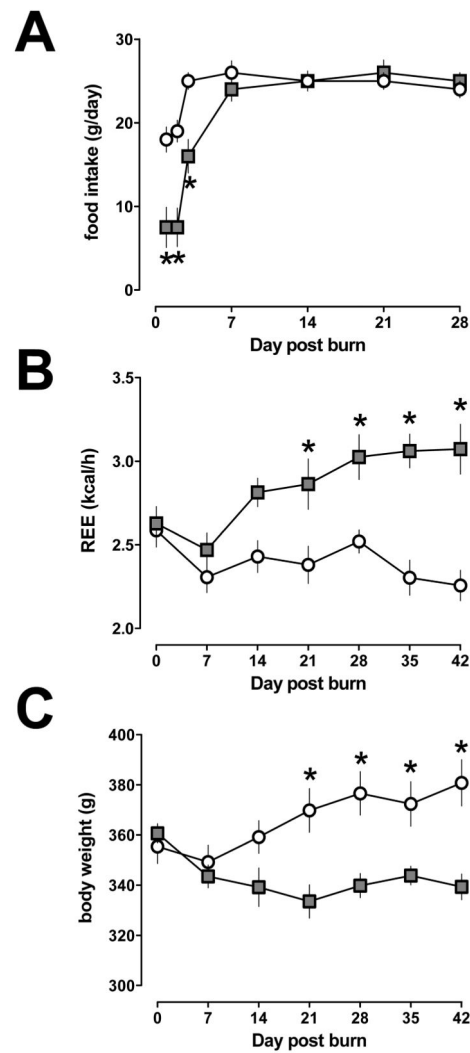 A
food intake (g/day)
30
20
10
0
*
* *
0 7 14 21 28
Day post burn
B
REE (kcal/h)
3.5
3.0
2.5
2.0
* * * *
0 7 14 21 28 35 42
Day post burn
C
body weight (g)
400
380
360
340
320
300
* * * *
0 7 14 21 28 35 42
Day post burn